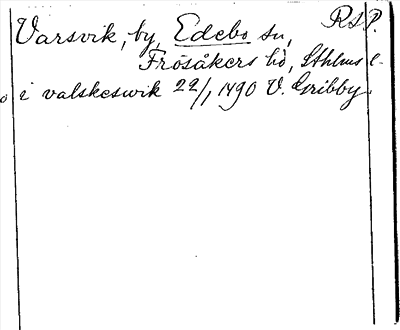 Varsvik, by, Edebo sn, RsP.
Frösåkers hd, Sthlms l.
o i valskeswik 22/1 1490 V. Gribby.